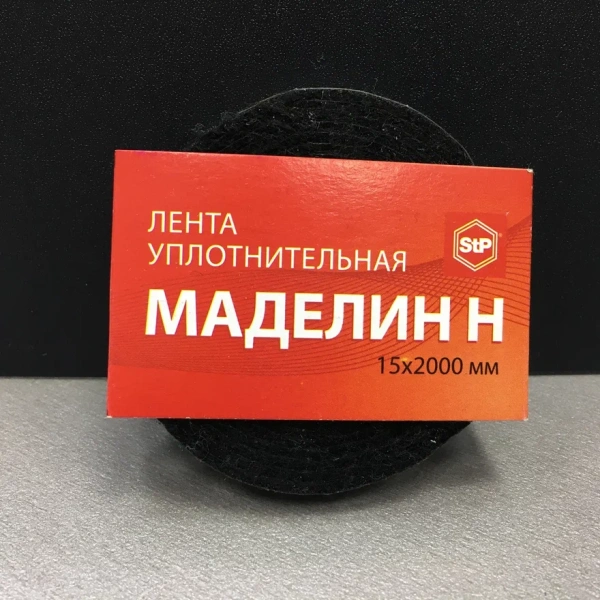 ЛЕНТА
УПЛОТНИТЕЛЬНАЯ
StP
МАДЕЛИН Н
15x2000 мм